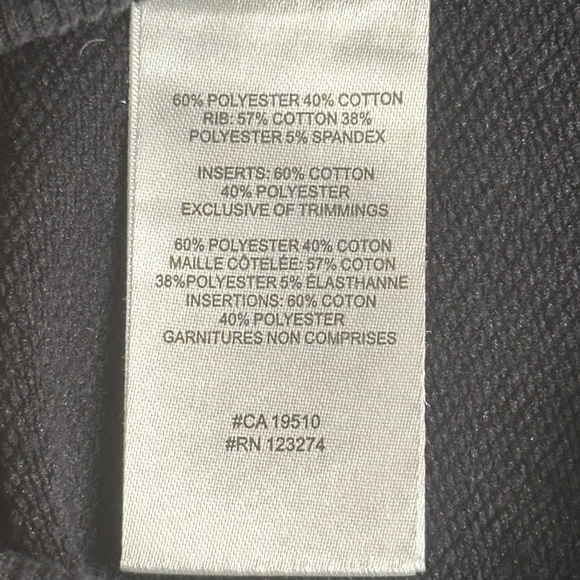 60% POLYESTER 40% COTTON
RIB: 57% COTTON 38%
POLYESTER 5% SPANDEX
INSERTS: 60% COTTON
40% POLYESTER
EXCLUSIVE OF TRIMMINGS
60% POLYESTER 40% COTON
MAILLE CÔTELÉE: 57% COTON
38%POLYESTER 5% ÉLASTHANNE
INSERTIONS: 60% COTON
40% POLYESTER
GARNITURES NON COMPRISES
#CA 19510
#RN 123274